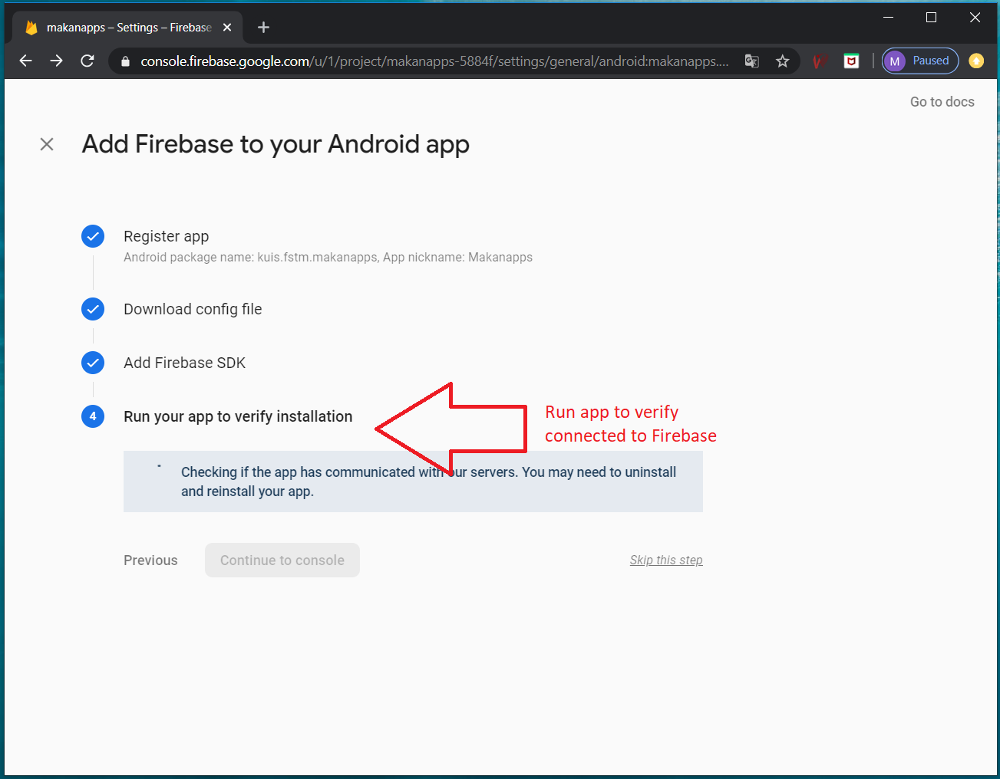 makanapps – Settings – Firebase
console.firebase.google.com/u/1/project/makanapps-5884f/settings/general/android:makanapps....
M Paused
Go to docs
Add Firebase to your Android app
Register app
Android package name: kuis.fstm.makanapps, App nickname: Makanapps
Download config file
Add Firebase SDK
4 Run your app to verify installation
Run app to verify
connected to Firebase
Checking if the app has communicated with our servers. You may need to uninstall
and reinstall your app.
Previous
Continue to console
Skip this step